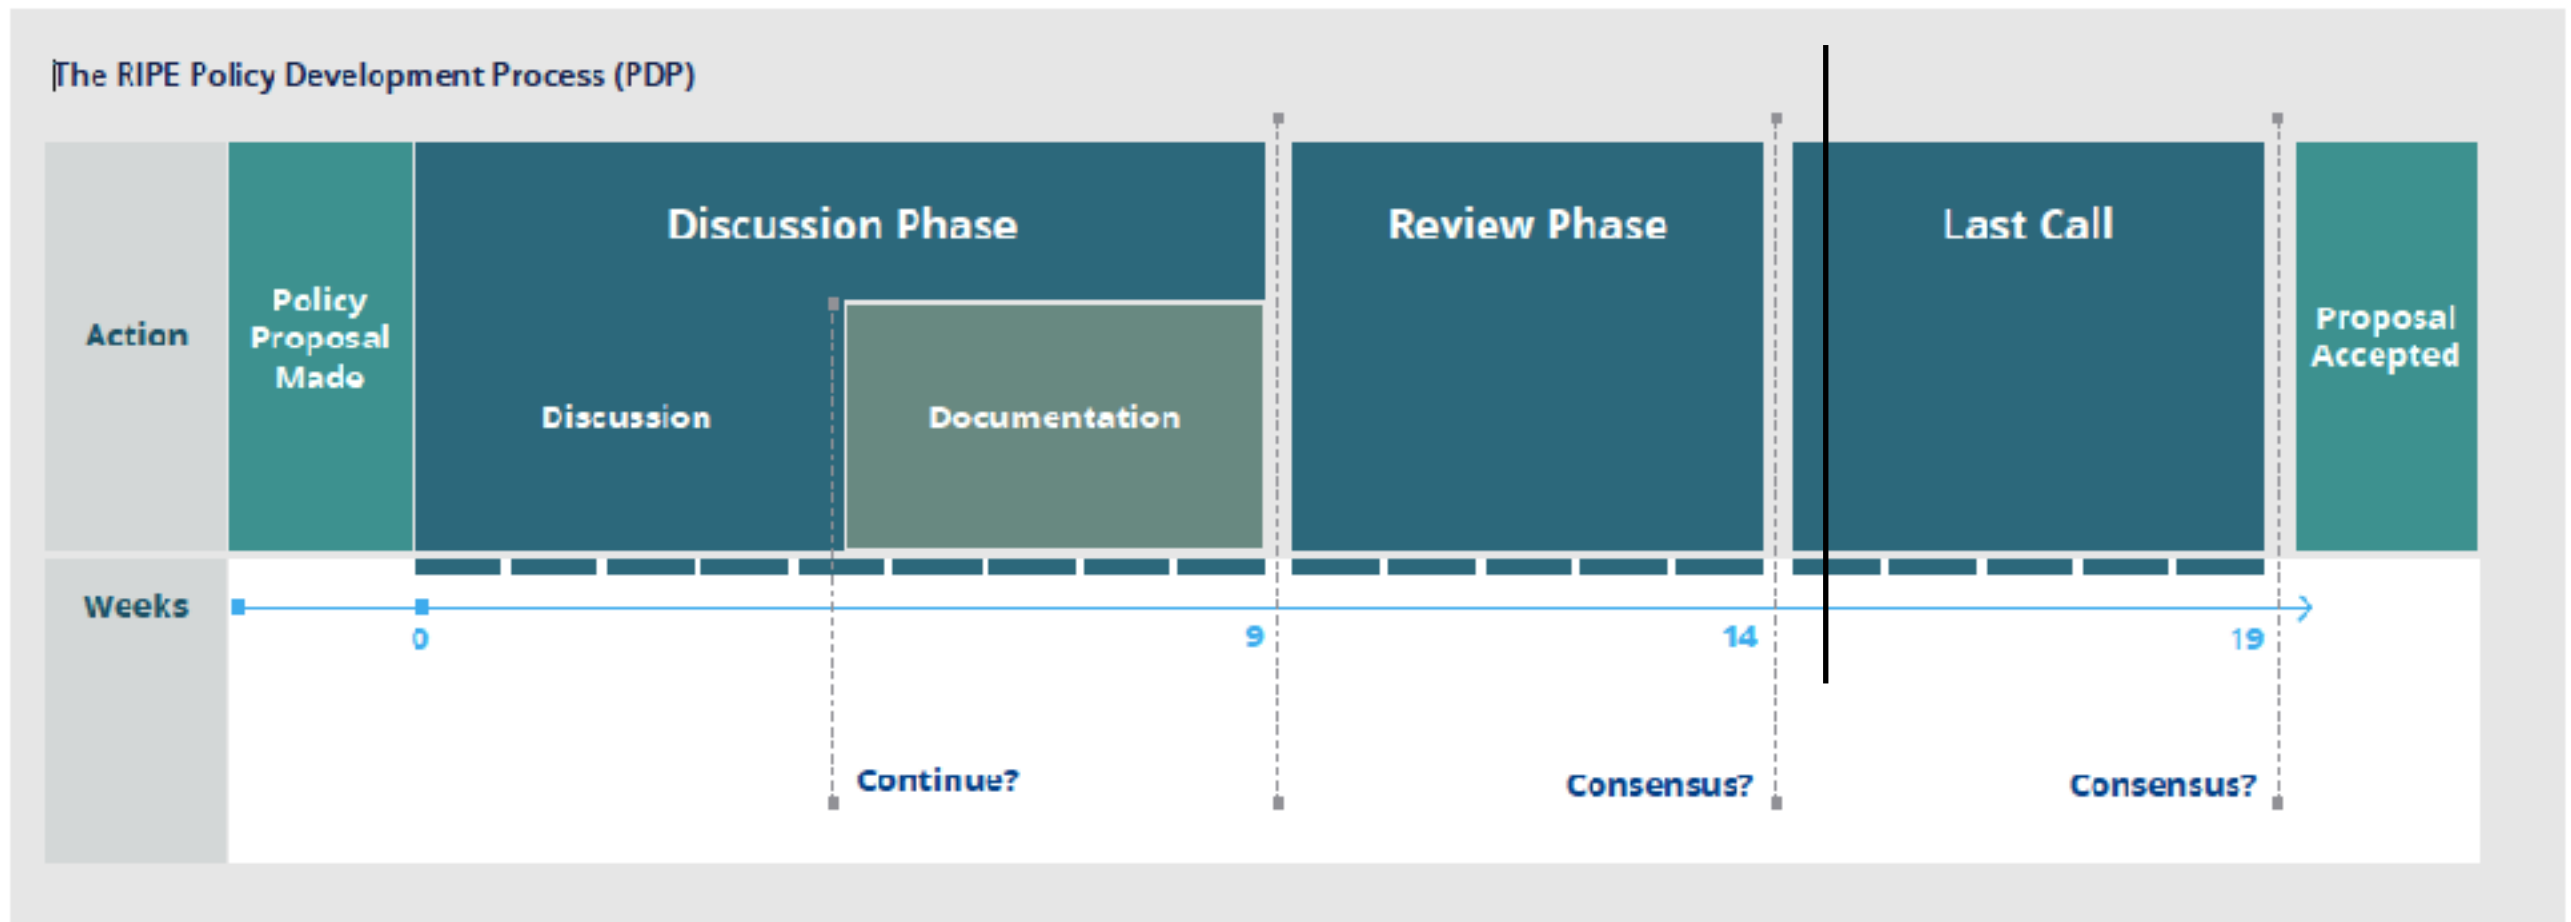 The RIPE Policy Development Process (PDP)
Action
Policy
Proposal
Made
Discussion Phase
Discussion
Documentation
Review Phase
Last Call
Proposal
Accepted
Weeks
0
9
14
19
Continue?
Consensus?
Consensus?